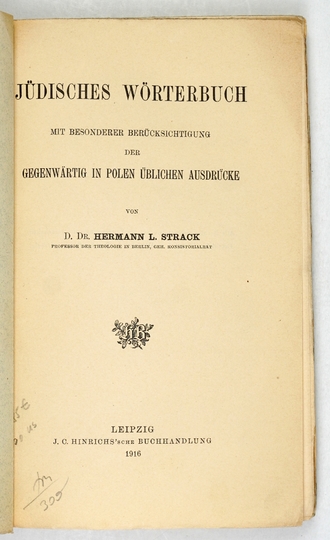 JÜDISCHES WÖRTERBUCH
MIT BESONDERER BERÜCKSICHTIGUNG
DER
GEGENWÄRTIG IN POLEN ÜBLICHEN AUSDRÜCKE
VON
D. DR. HERMANN L. STRACK
PROFESSOR DER THEOLOGIE IN BERLIN, GEH. KONSISTORIALRAT
LEIPZIG
J. C. HINRICHS'sche BUCHHANDLUNG
1916